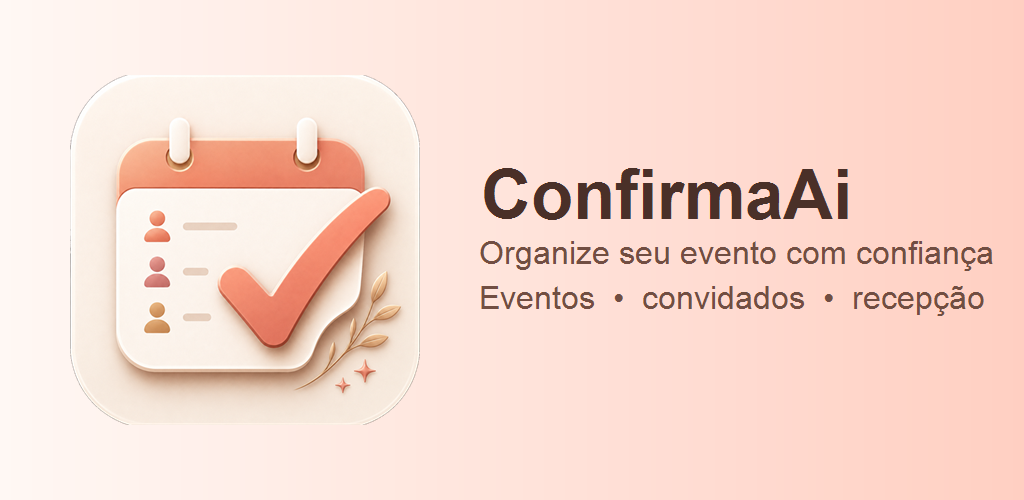 ConfirmaAi
Organize seu evento com confiança
Eventos • convidados • recepção